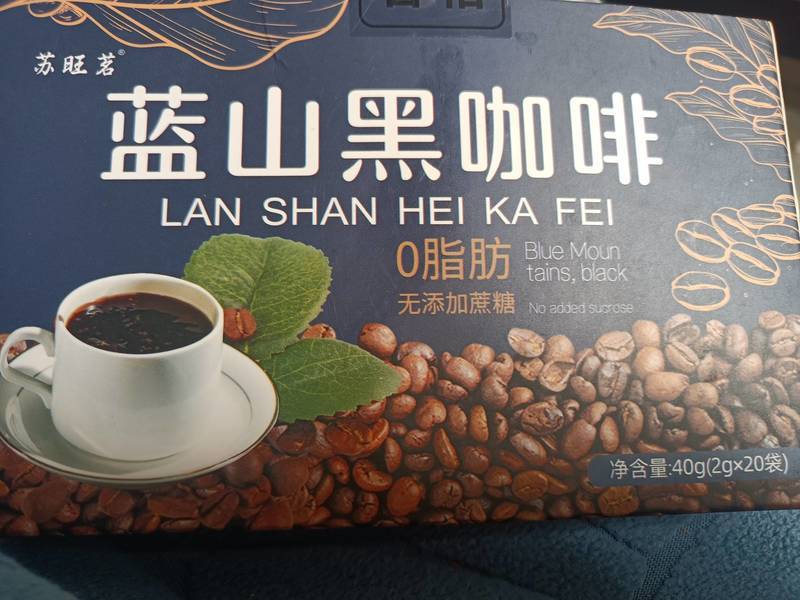 苏旺茗®
蓝山黑咖啡
LAN SHAN HEI KA FEI
0脂肪
Blue Moun
tains, black
无添加蔗糖
No added sucrose
净含量:40g(2g×20袋)